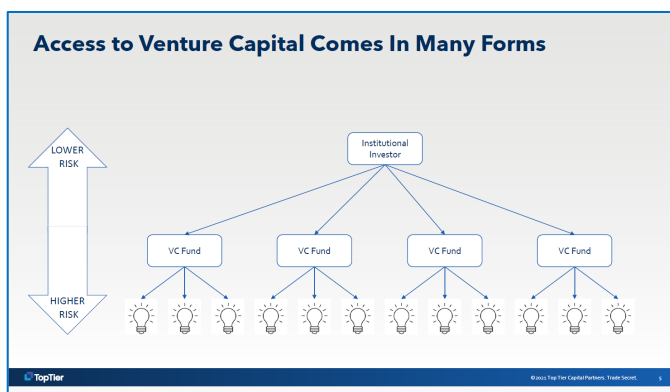 Access to Venture Capital Comes In Many Forms
LOWER
RISK
Institutional
Investor
VC Fund
VC Fund
VC Fund
VC Fund
HIGHER
RISK
TopTier
©2021 Top Tier Capital Partners. Trade Secret.
5